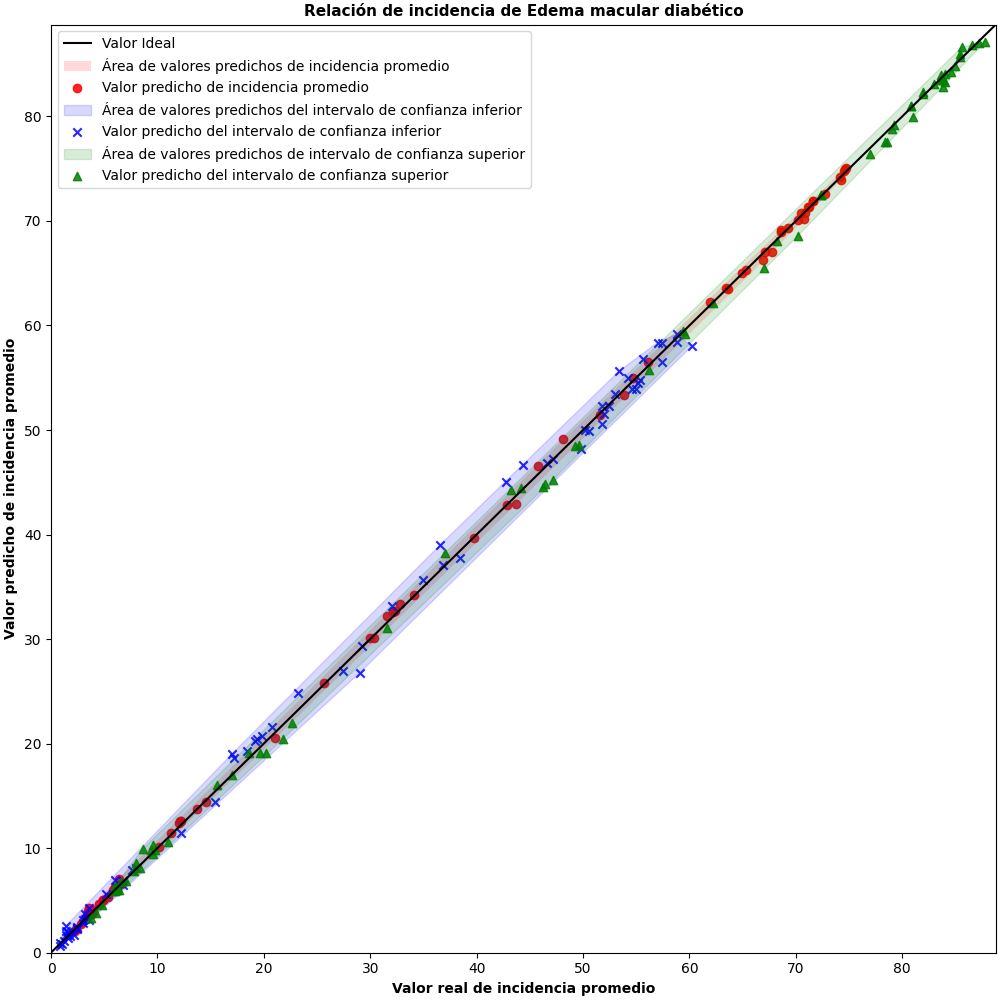 Relación de incidencia de Edema macular diabético
Valor Ideal
Área de valores predichos de incidencia promedio
Valor predicho de incidencia promedio
Área de valores predichos del intervalo de confianza inferior
Valor predicho del intervalo de confianza inferior
Área de valores predichos de intervalo de confianza superior
Valor predicho del intervalo de confianza superior
Valor predicho de incidencia promedio
80
70
60
50
40
30
20
10
0
0 10 20 30 40 50 60 70 80
Valor real de incidencia promedio